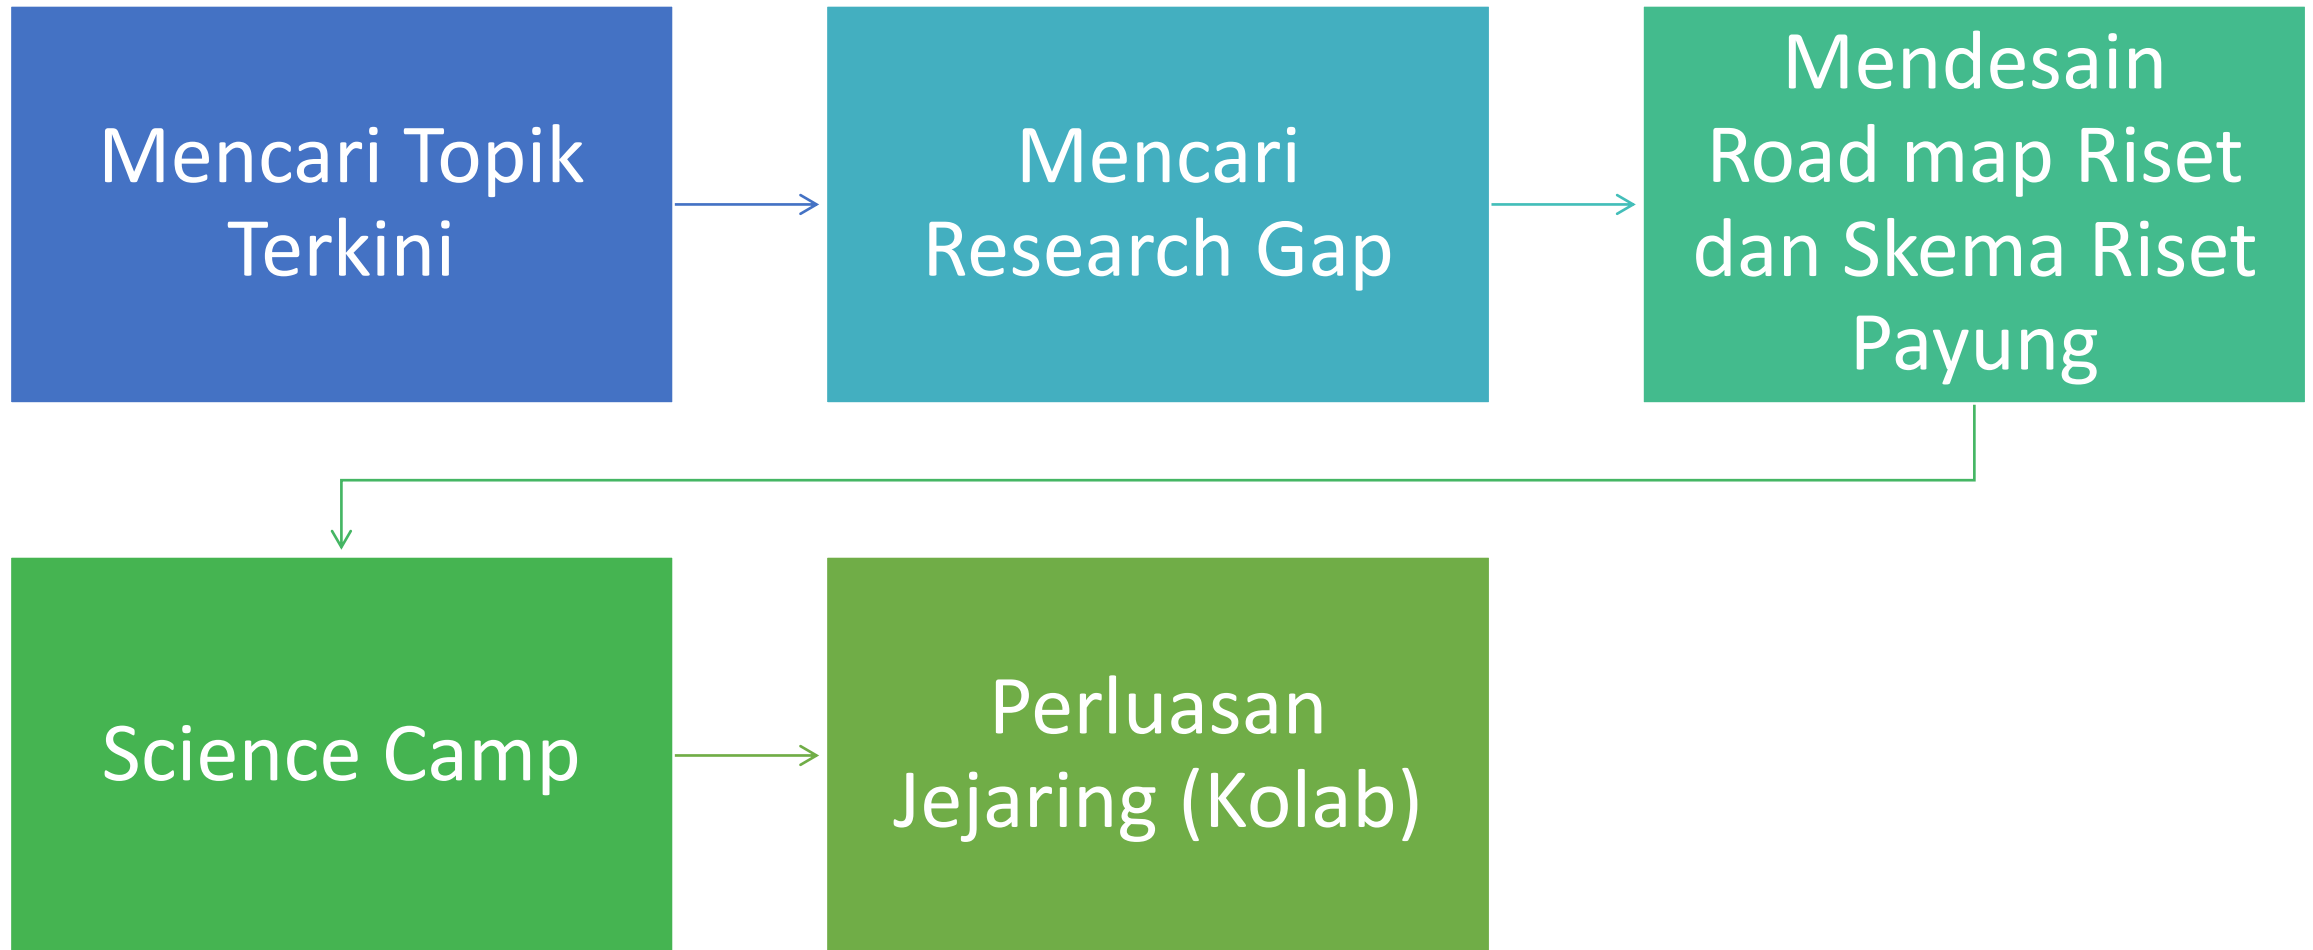 Mencari Topik
Terkini
Mencari
Research Gap
Mendesain
Road map Riset
dan Skema Riset
Payung
Science Camp
Perluasan
Jejaring (Kolab)